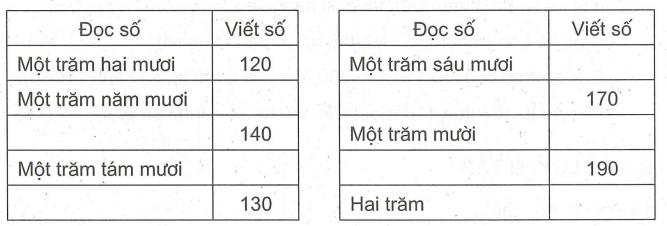 Đọc số Viết số
Một trăm hai mươi 120
Một trăm năm muơi
140
Một trăm tám mươi
130
Đọc số Viết số
Một trăm sáu mươi
170
Một trăm mười
190
Hai trăm